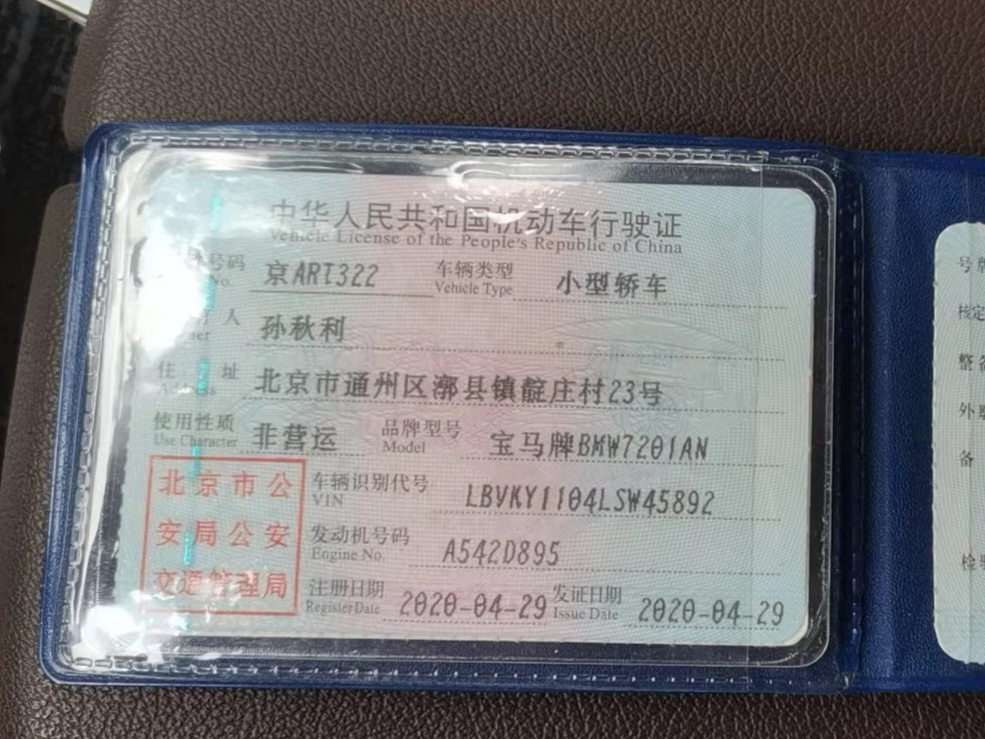 中华人民共和国机动车行驶证
Vehicle License of the People's Republic of China
号码 京ART322 车辆类型 小型轿车
No. Vehicle Type
人 孙秋利
住址 北京市通州区漷县镇靛庄村23号
使用性质 非营运 品牌型号 宝马牌BMW7201AN
Use Character Model
车辆识别代号 LBVKY1104LSW45892
VIN
发动机号码 A542D895
Engine No.
注册日期 2020-04-29 发证日期 2020-04-29
Register Date Issue Date
北京市公
安局公安
交通管理局
号牌
核定
整备
外廓
备
检验